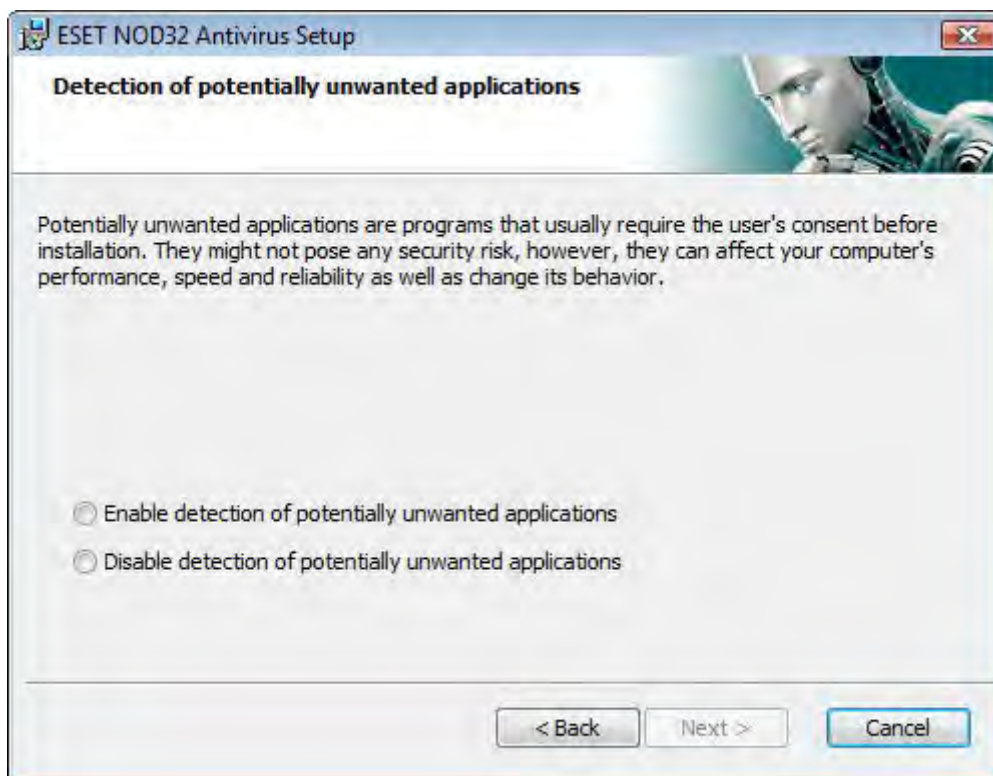 ESET NOD32 Antivirus Setup
Detection of potentially unwanted applications
Potentially unwanted applications are programs that usually require the user's consent before
installation. They might not pose any security risk, however, they can affect your computer's
performance, speed and reliability as well as change its behavior.
Enable detection of potentially unwanted applications
Disable detection of potentially unwanted applications
< Back Next > Cancel